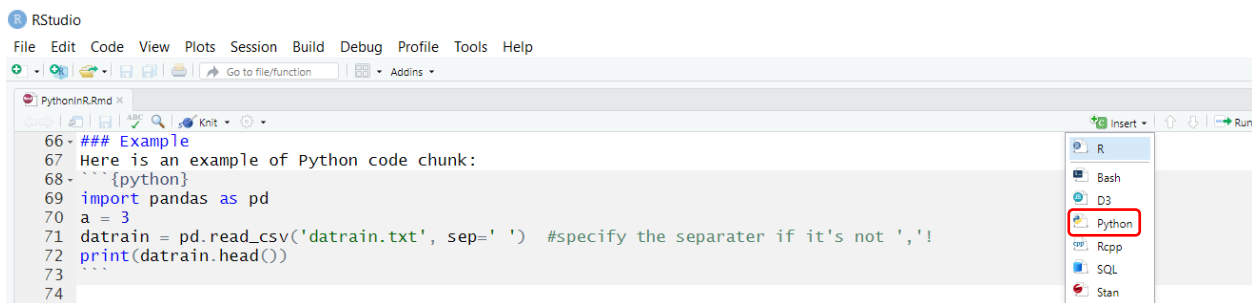 RStudio
File Edit Code View Plots Session Build Debug Profile Tools Help
Go to file/function Addins
PythonInR.Rmd
ABC Knit Insert Run
66 ### Example
67 Here is an example of Python code chunk:
68 ```{python}
69 import pandas as pd
70 a = 3
71 datrain = pd.read_csv('datrain.txt', sep=' ')  #specify the separater if it's not ','!
72 print(datrain.head())
73 ```
74
R
Bash
D3
Python
Rcpp
SQL
Stan